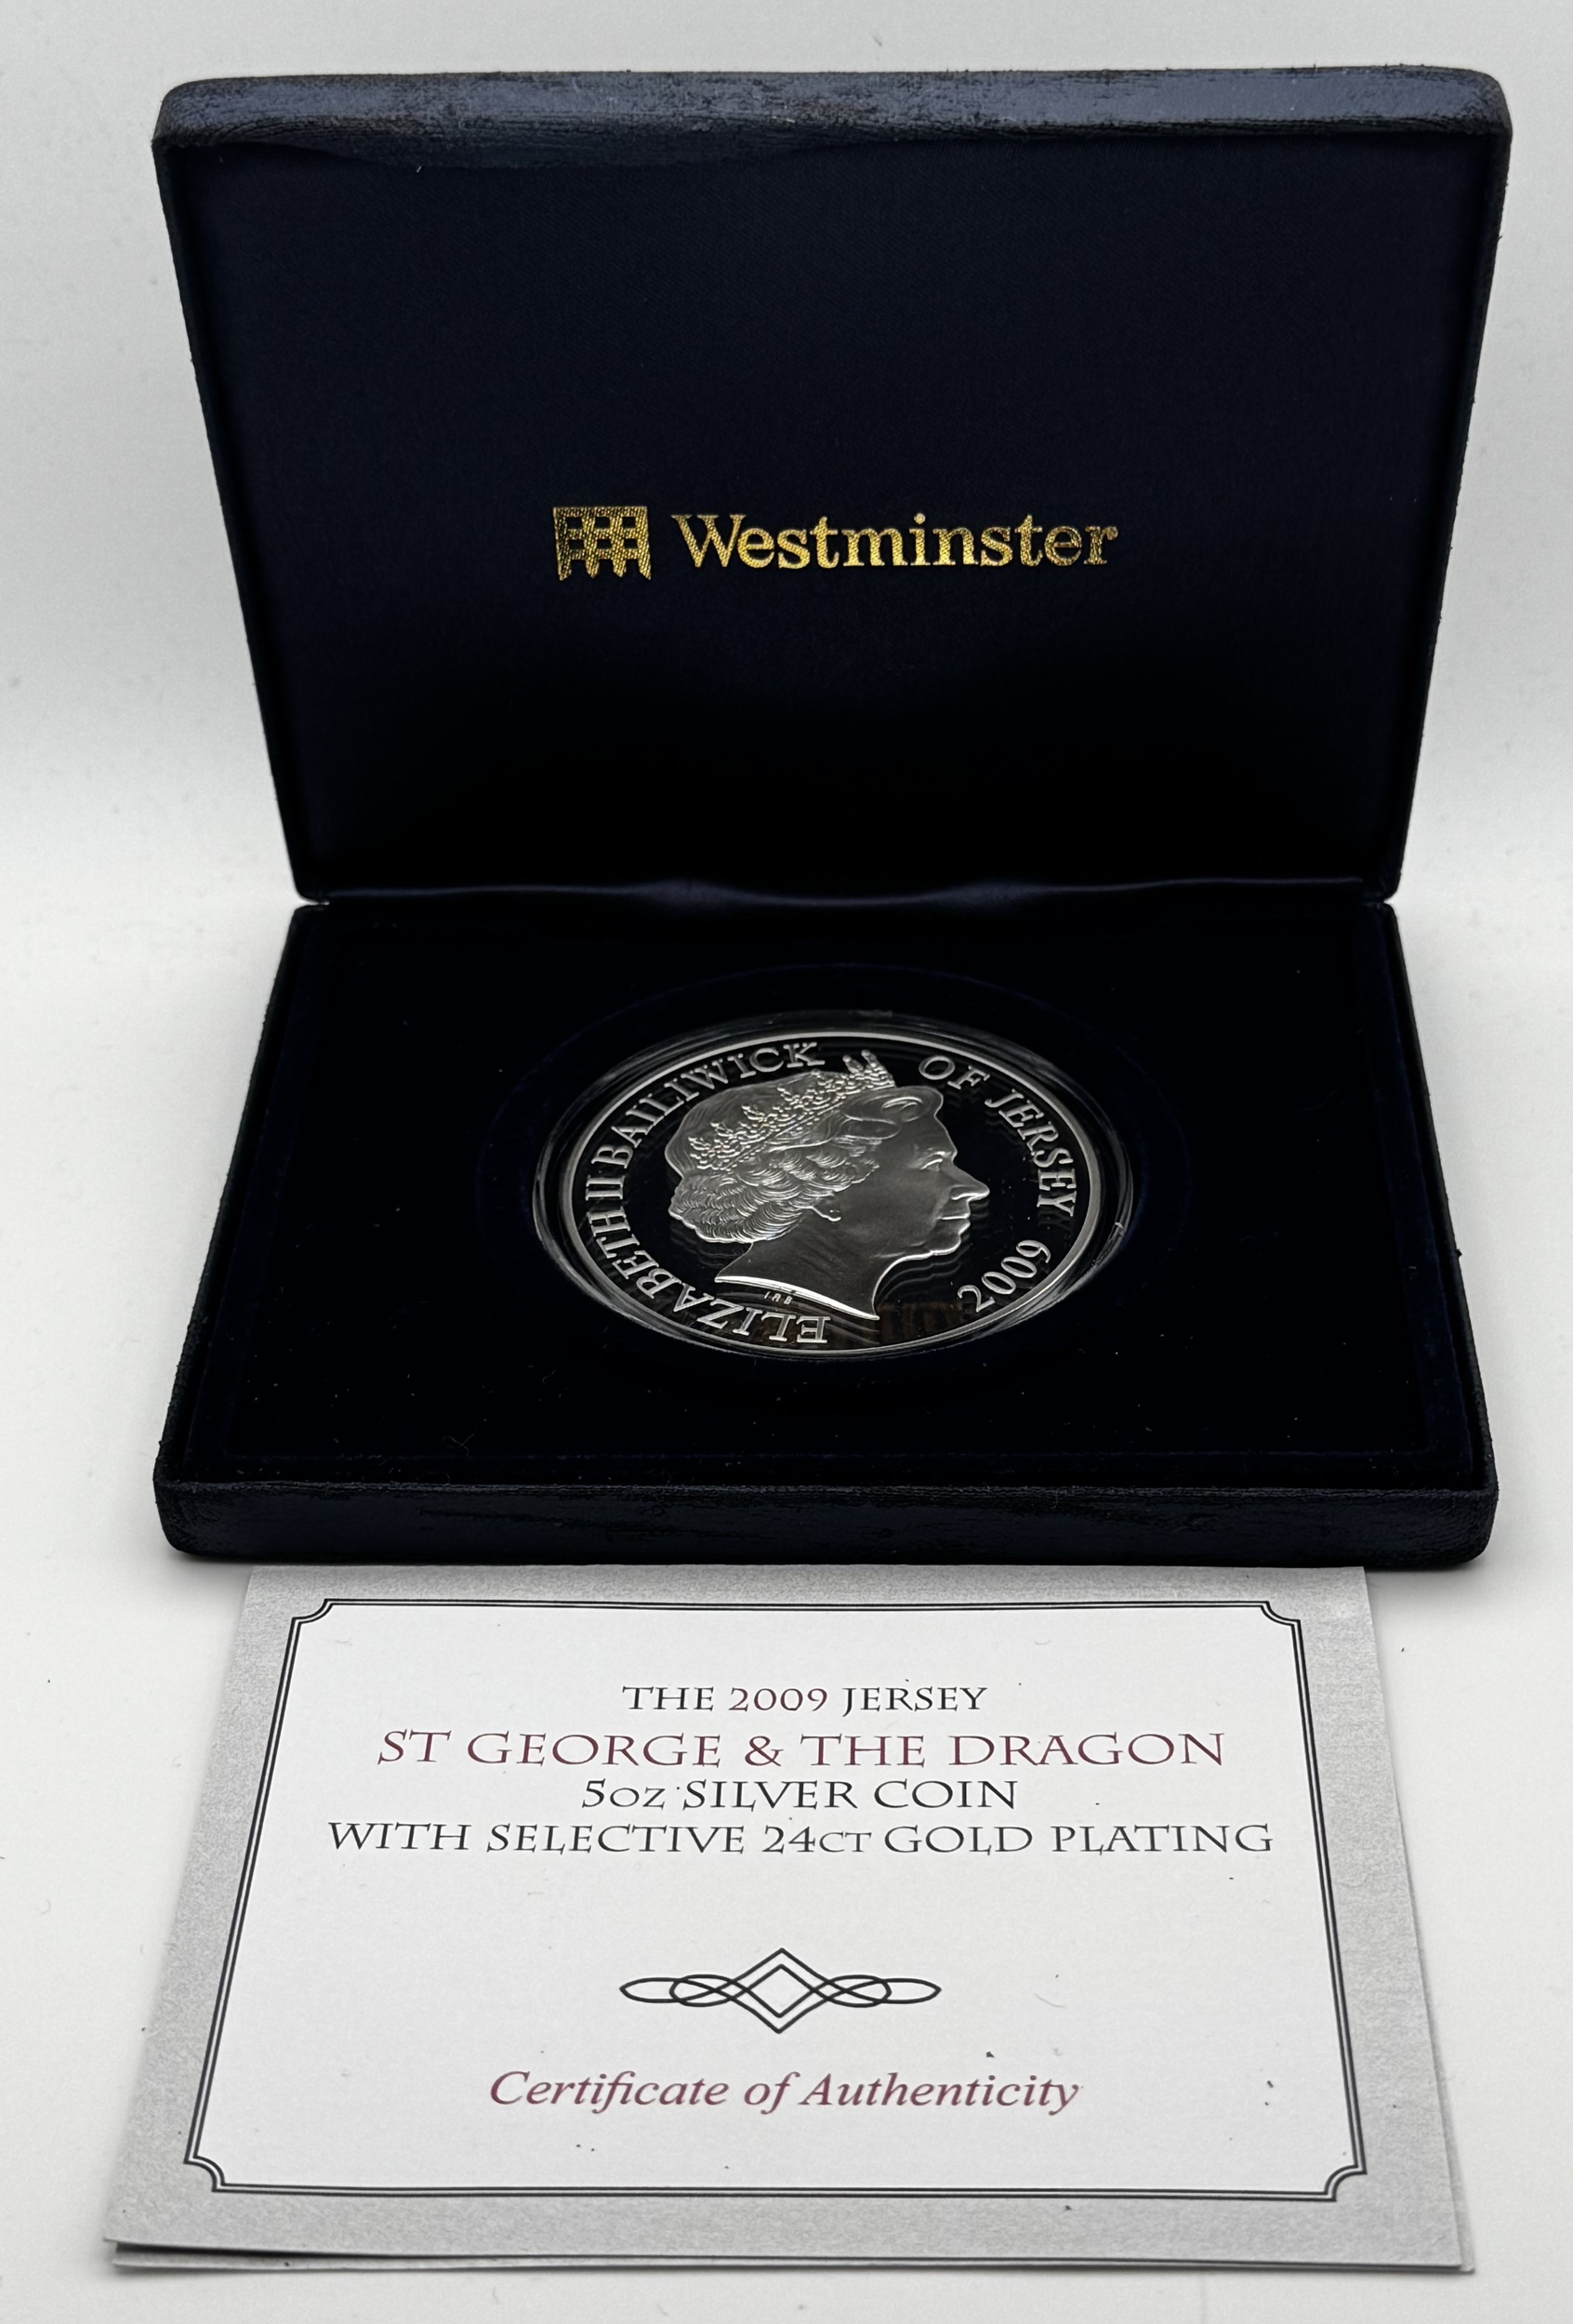 Westminster
ELIZABETH II BAILIWICK OF JERSEY 2009
IRB
THE 2009 JERSEY
ST GEORGE & THE DRAGON
5OZ SILVER COIN
WITH SELECTIVE 24CT GOLD PLATING
Certificate of Authenticity